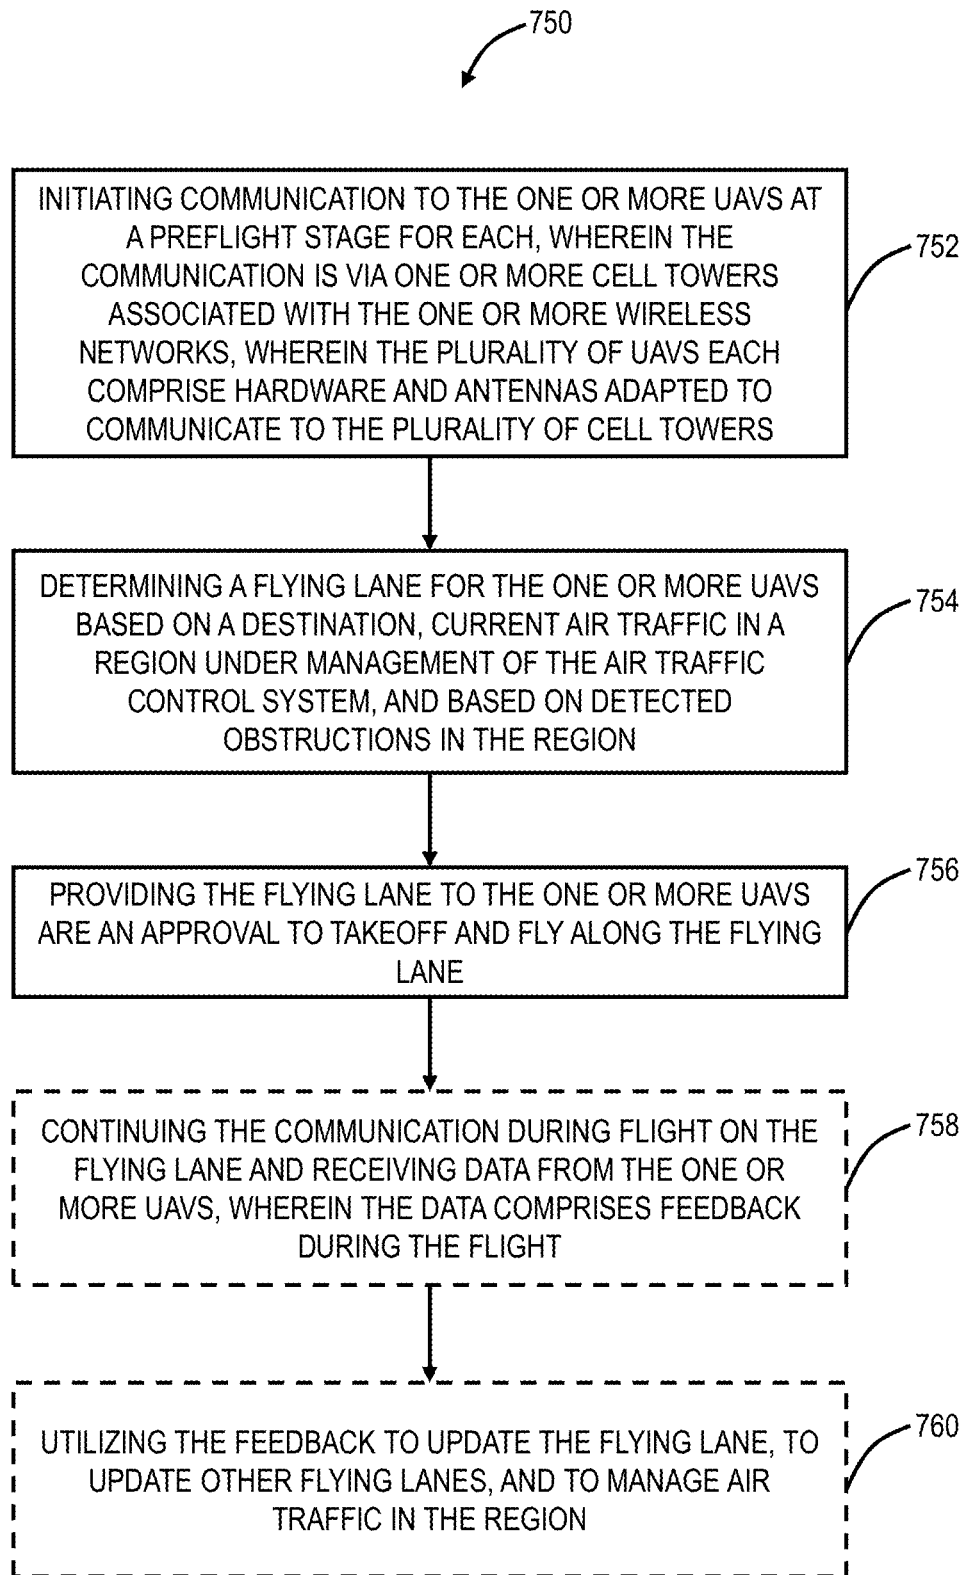 750
INITIATING COMMUNICATION TO THE ONE OR MORE UAVS AT
A PREFLIGHT STAGE FOR EACH, WHEREIN THE
COMMUNICATION IS VIA ONE OR MORE CELL TOWERS
ASSOCIATED WITH THE ONE OR MORE WIRELESS
NETWORKS, WHEREIN THE PLURALITY OF UAVS EACH
COMPRISE HARDWARE AND ANTENNAS ADAPTED TO
COMMUNICATE TO THE PLURALITY OF CELL TOWERS
752
DETERMINING A FLYING LANE FOR THE ONE OR MORE UAVS
BASED ON A DESTINATION, CURRENT AIR TRAFFIC IN A
REGION UNDER MANAGEMENT OF THE AIR TRAFFIC
CONTROL SYSTEM, AND BASED ON DETECTED
OBSTRUCTIONS IN THE REGION
754
PROVIDING THE FLYING LANE TO THE ONE OR MORE UAVS
ARE AN APPROVAL TO TAKEOFF AND FLY ALONG THE FLYING
LANE
756
CONTINUING THE COMMUNICATION DURING FLIGHT ON THE
FLYING LANE AND RECEIVING DATA FROM THE ONE OR
MORE UAVS, WHEREIN THE DATA COMPRISES FEEDBACK
DURING THE FLIGHT
758
UTILIZING THE FEEDBACK TO UPDATE THE FLYING LANE, TO
UPDATE OTHER FLYING LANES, AND TO MANAGE AIR
TRAFFIC IN THE REGION
760